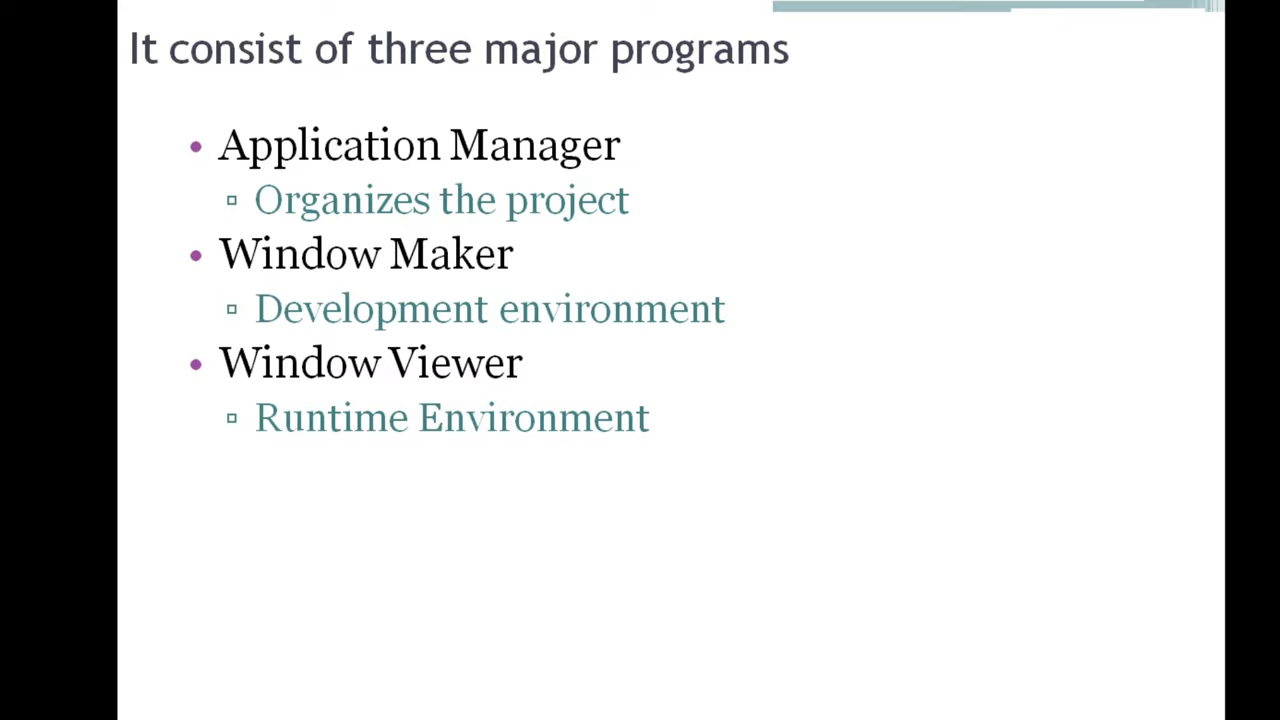 It consist of three major programs
• Application Manager
▫ Organizes the project
• Window Maker
▫ Development environment
• Window Viewer
▫ Runtime Environment